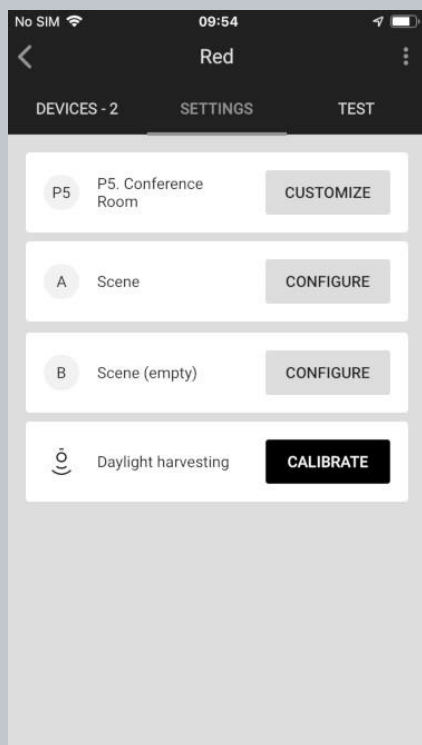 No SIM 09:54
Red
DEVICES - 2 SETTINGS TEST
P5 P5. Conference
Room
CUSTOMIZE
A Scene CONFIGURE
B Scene (empty) CONFIGURE
Daylight harvesting CALIBRATE